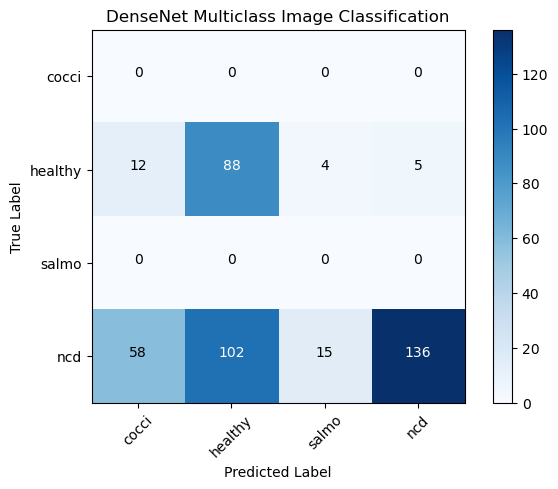 DenseNet Multiclass Image Classification
cocci 0 0 0 0
healthy 12 88 4 5
salmo 0 0 0 0
ncd 58 102 15 136
cocci healthy salmo ncd
True Label
Predicted Label
120
100
80
60
40
20
0